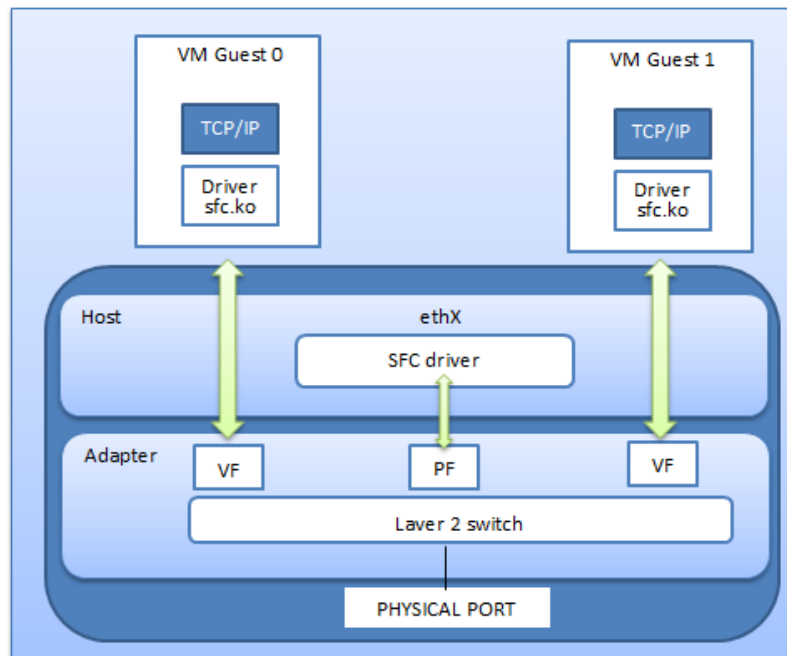 VM Guest 0
VM Guest 1
TCP/IP
TCP/IP
Driver
sfc.ko
Driver
sfc.ko
Host
ethX
SFC driver
Adapter
VF
PF
VF
Laver 2 switch
PHYSICAL PORT